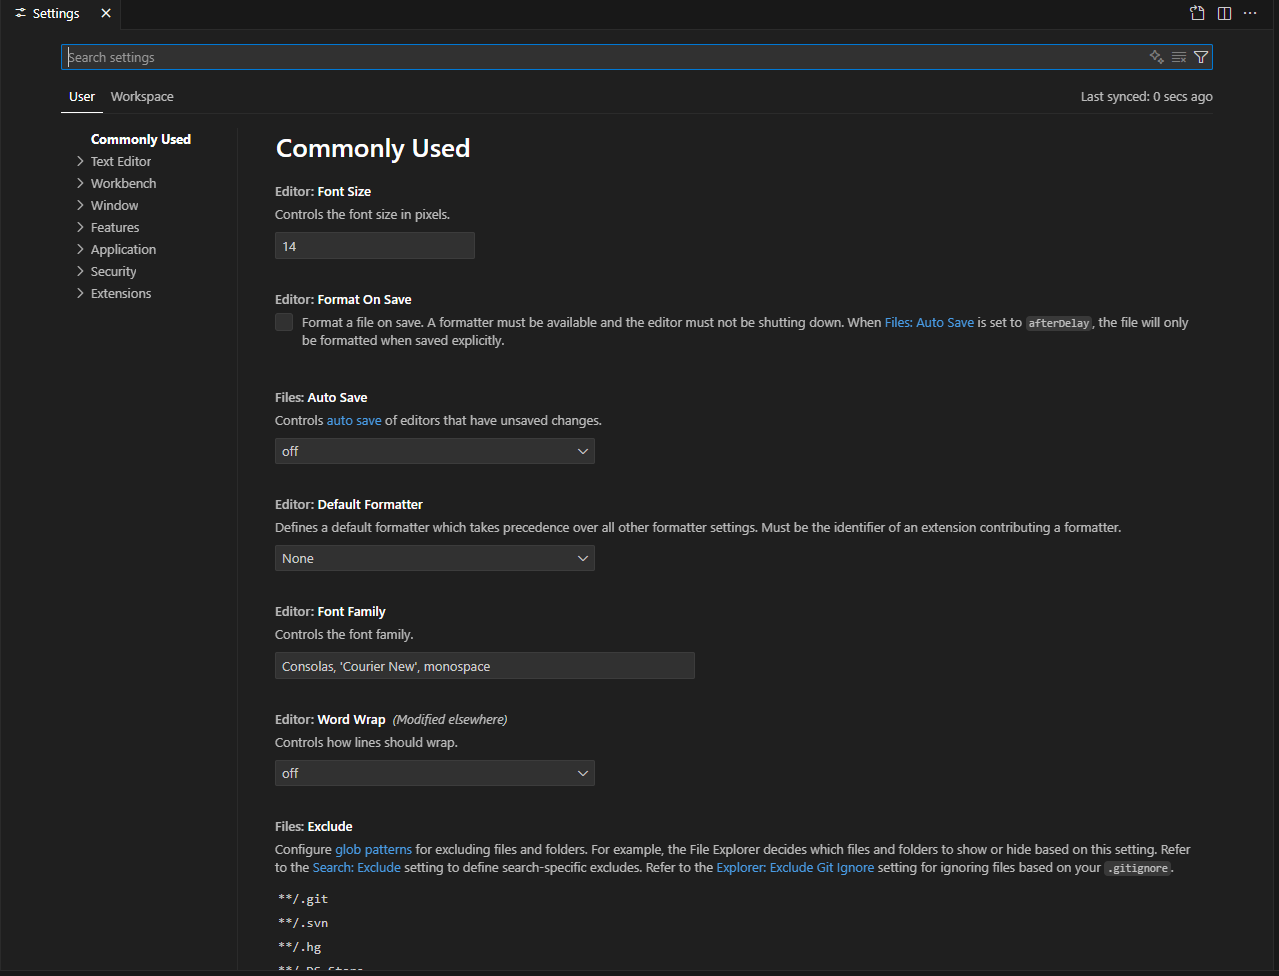 Settings
Search settings
User Workspace Last synced: 0 secs ago
Commonly Used
Text Editor
Workbench
Window
Features
Application
Security
Extensions
Commonly Used
Editor: Font Size
Controls the font size in pixels.
14
Editor: Format On Save
Format a file on save. A formatter must be available and the editor must not be shutting down. When Files: Auto Save is set to afterDelay, the file will only
be formatted when saved explicitly.
Files: Auto Save
Controls auto save of editors that have unsaved changes.
off
Editor: Default Formatter
Defines a default formatter which takes precedence over all other formatter settings. Must be the identifier of an extension contributing a formatter.
None
Editor: Font Family
Controls the font family.
Consolas, 'Courier New', monospace
Editor: Word Wrap (Modified elsewhere)
Controls how lines should wrap.
off
Files: Exclude
Configure glob patterns for excluding files and folders. For example, the File Explorer decides which files and folders to show or hide based on this setting. Refer
to the Search: Exclude setting to define search-specific excludes. Refer to the Explorer: Exclude Git Ignore setting for ignoring files based on your .gitignore.
**/.git
**/.svn
**/.hg